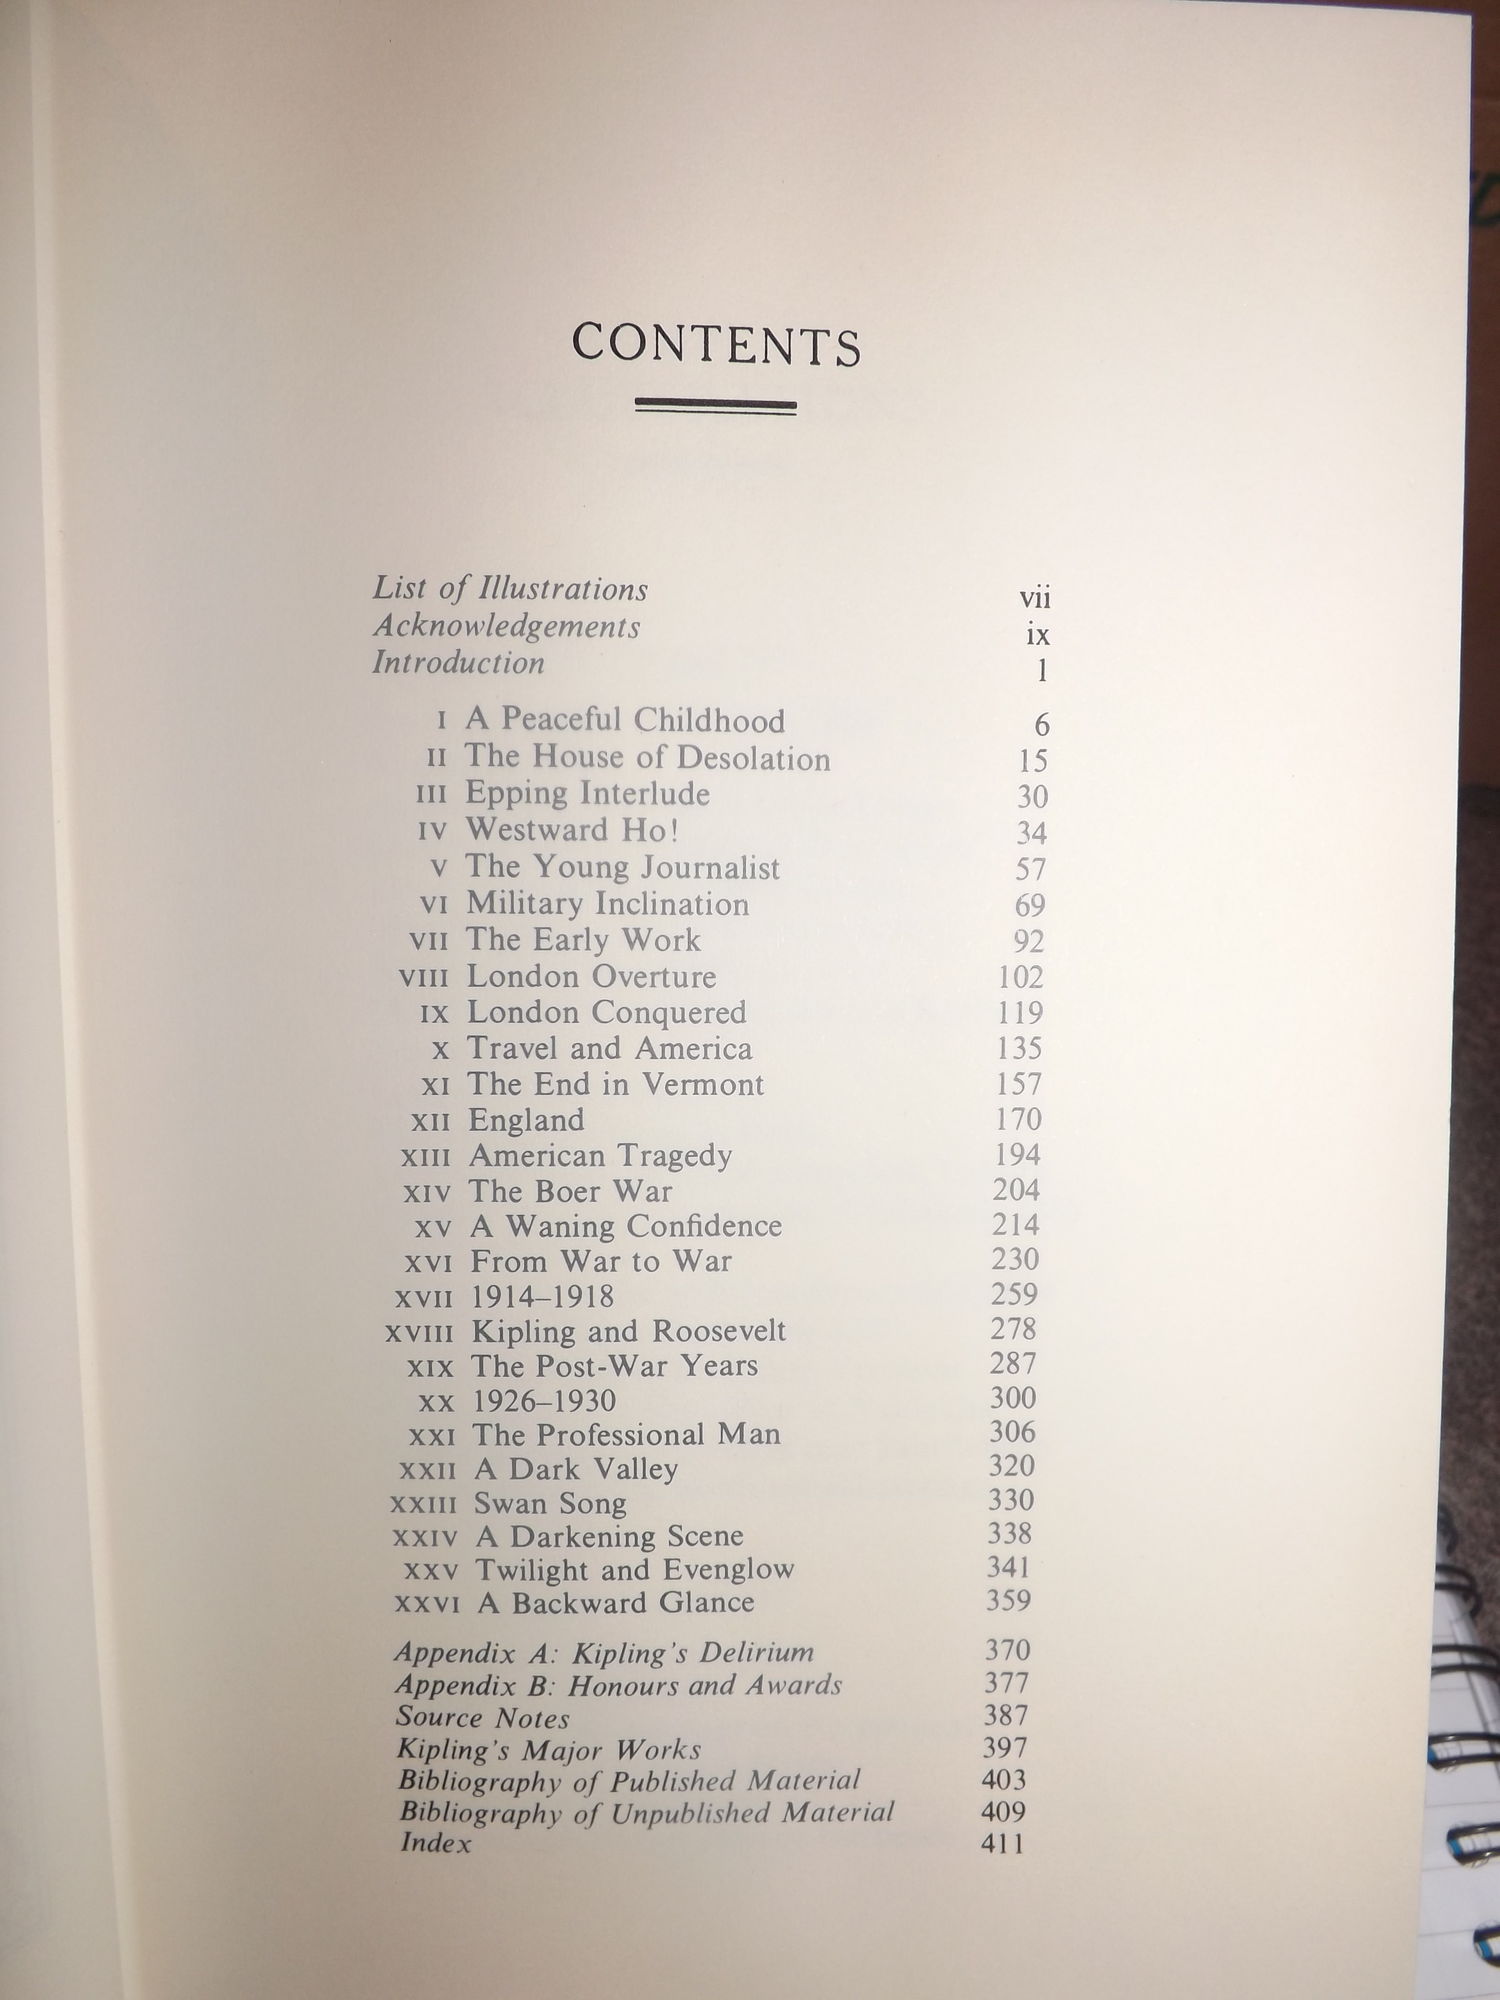 CONTENTS
List of Illustrations vii
Acknowledgements ix
Introduction 1
I A Peaceful Childhood 6
II The House of Desolation 15
III Epping Interlude 30
IV Westward Ho! 34
V The Young Journalist 57
VI Military Inclination 69
VII The Early Work 92
VIII London Overture 102
IX London Conquered 119
X Travel and America 135
XI The End in Vermont 157
XII England 170
XIII American Tragedy 194
XIV The Boer War 204
XV A Waning Confidence 214
XVI From War to War 230
XVII 1914–1918 259
XVIII Kipling and Roosevelt 278
XIX The Post-War Years 287
XX 1926–1930 300
XXI The Professional Man 306
XXII A Dark Valley 320
XXIII Swan Song 330
XXIV A Darkening Scene 338
XXV Twilight and Evenglow 341
XXVI A Backward Glance 359
Appendix A: Kipling's Delirium 370
Appendix B: Honours and Awards 377
Source Notes 387
Kipling's Major Works 397
Bibliography of Published Material 403
Bibliography of Unpublished Material 409
Index 411